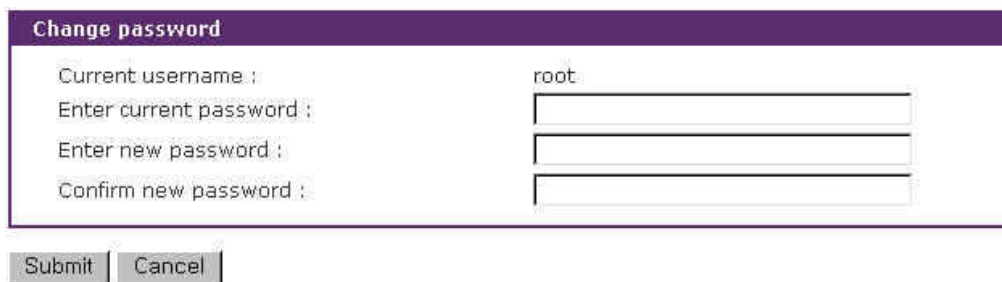 Change password
Current username : root
Enter current password :
Enter new password :
Confirm new password :
Submit Cancel